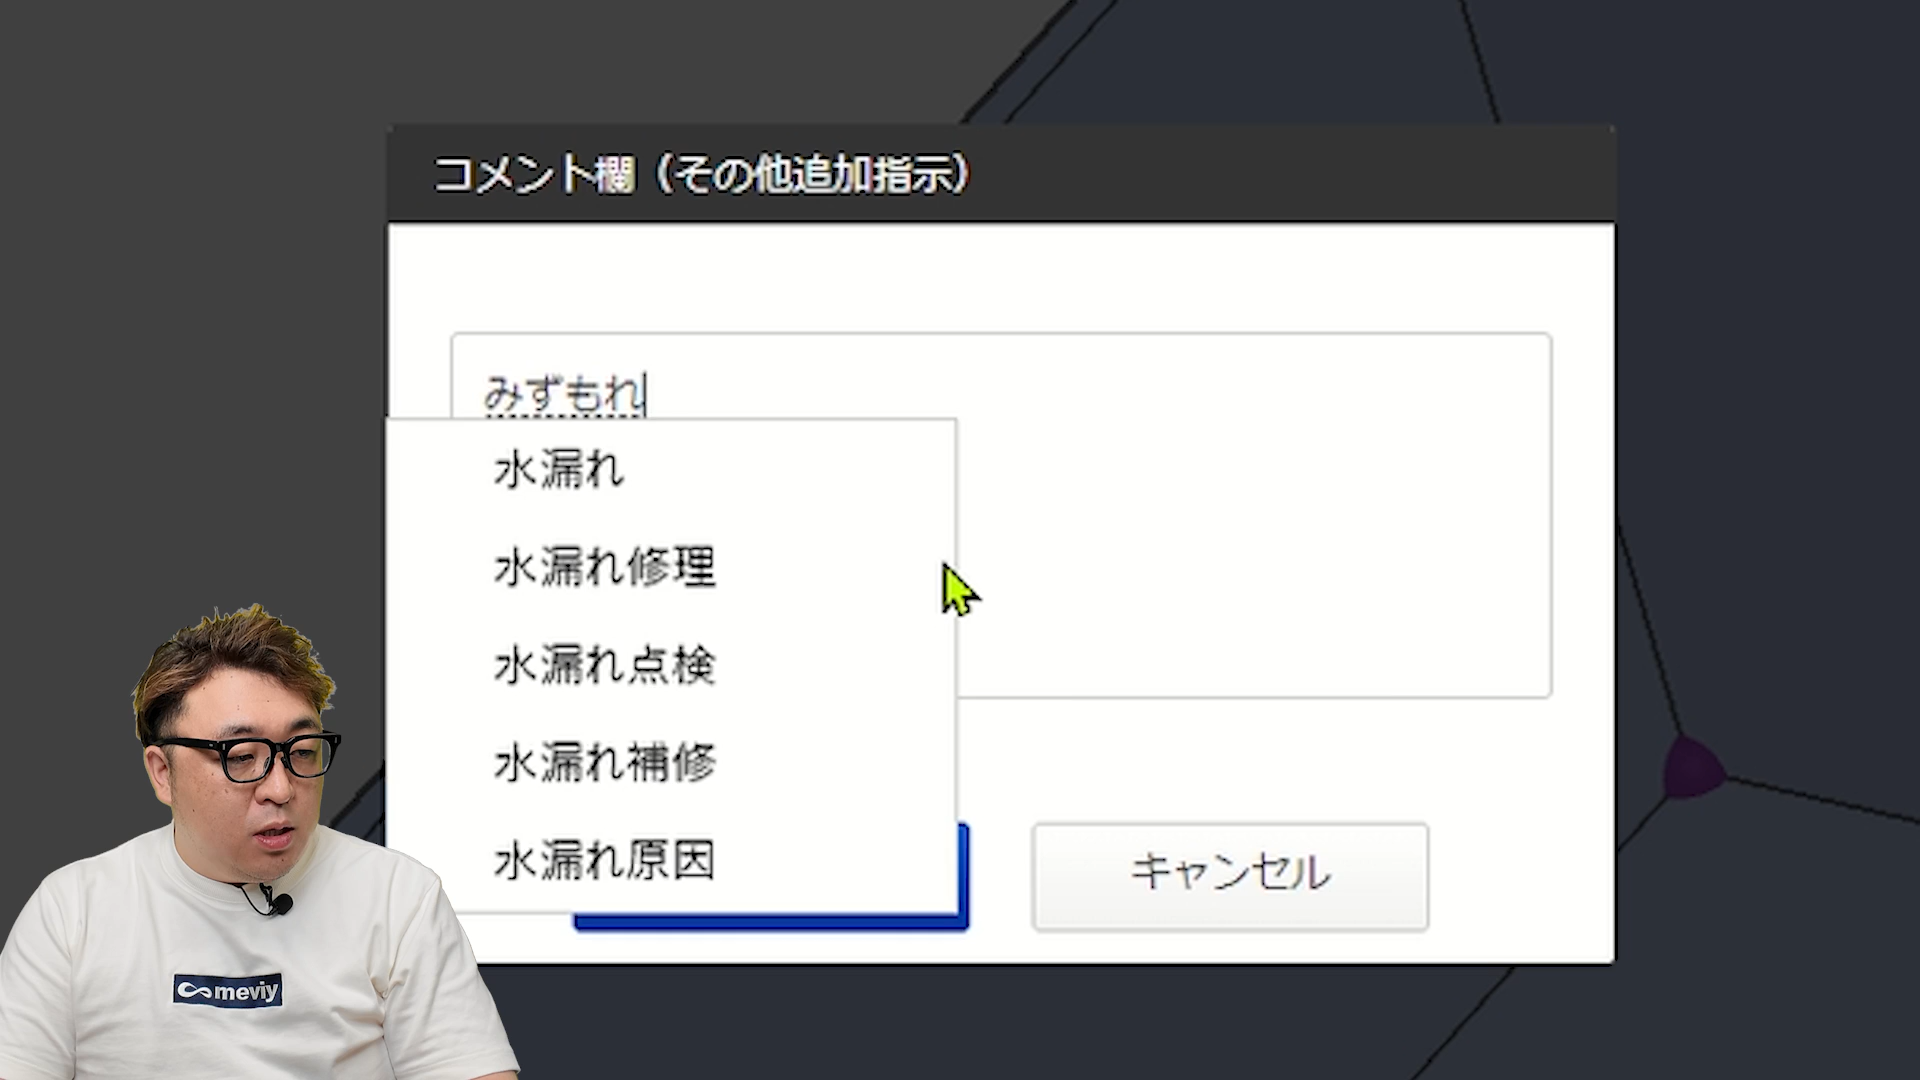 コメント欄（その他追加指示）
みずもれ
水漏れ
水漏れ修理
水漏れ点検
水漏れ補修
水漏れ原因
キャンセル
meviy